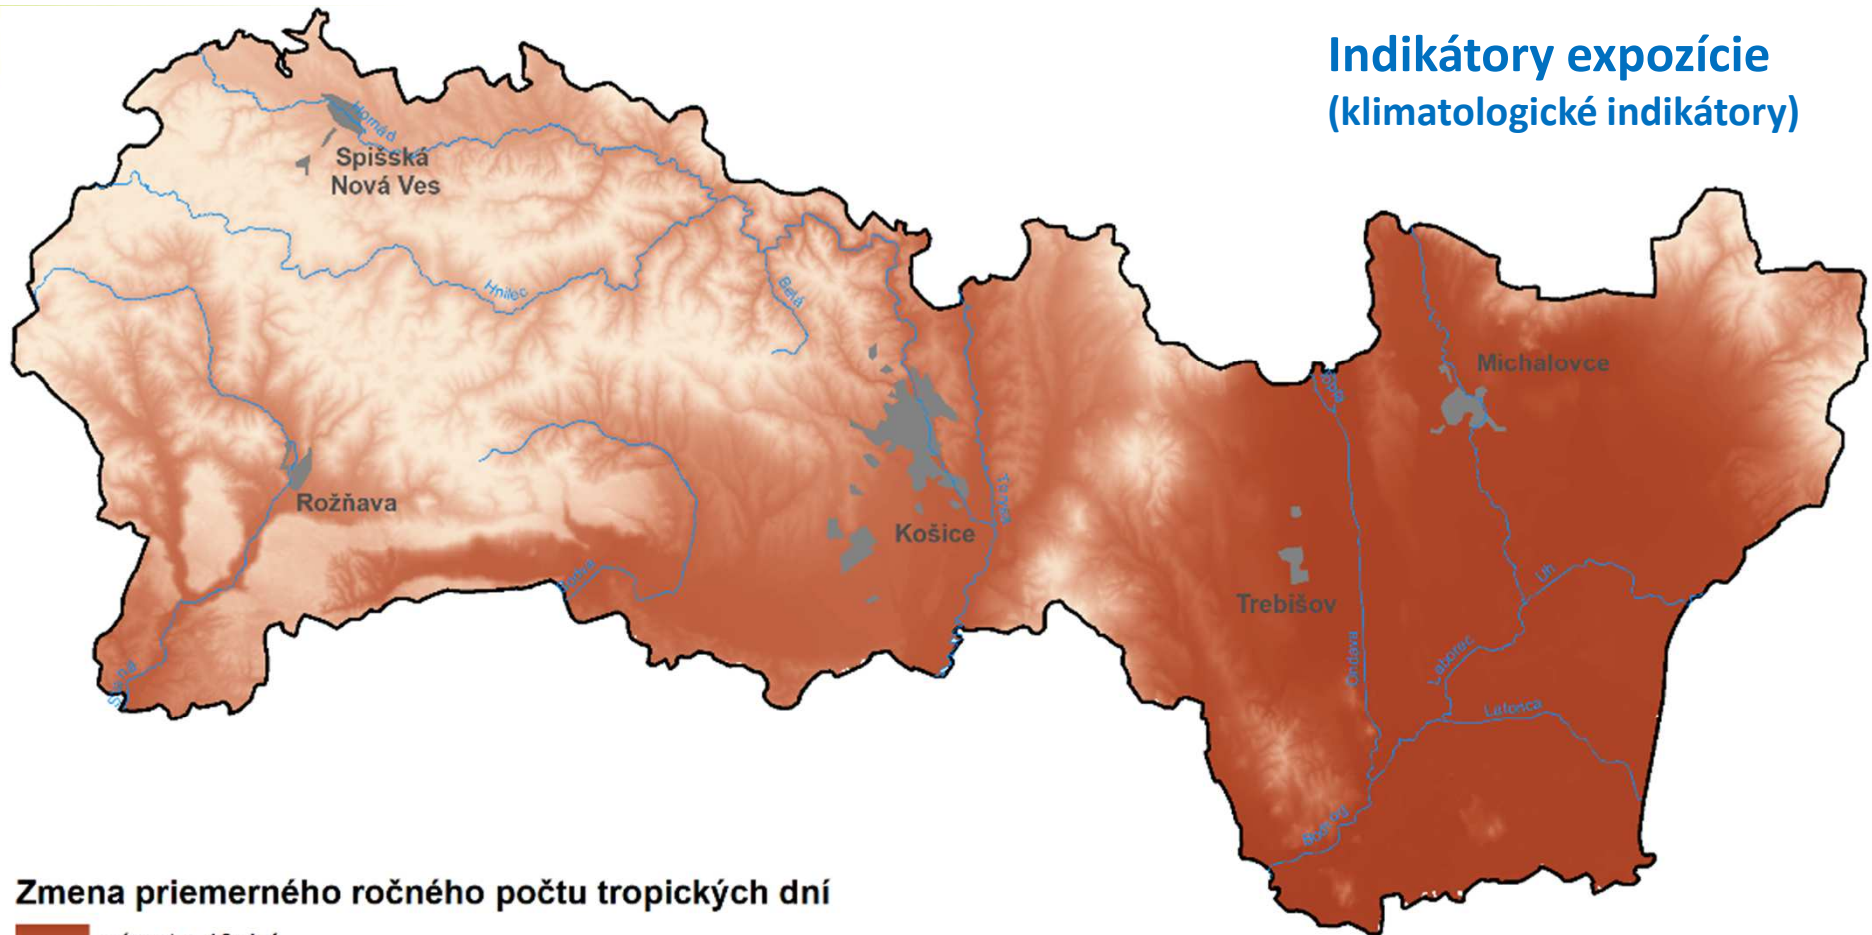 Indikátory expozície
(klimatologické indikátory)
Hornád
Spišská
Nová Ves
Hnilec
Belá
Michalovce
Rožňava
Košice
Trebišov
Uh
Ondava
Laborec
Latorica
Bodrog
Slaná
Zmena priemerného ročného počtu tropických dní